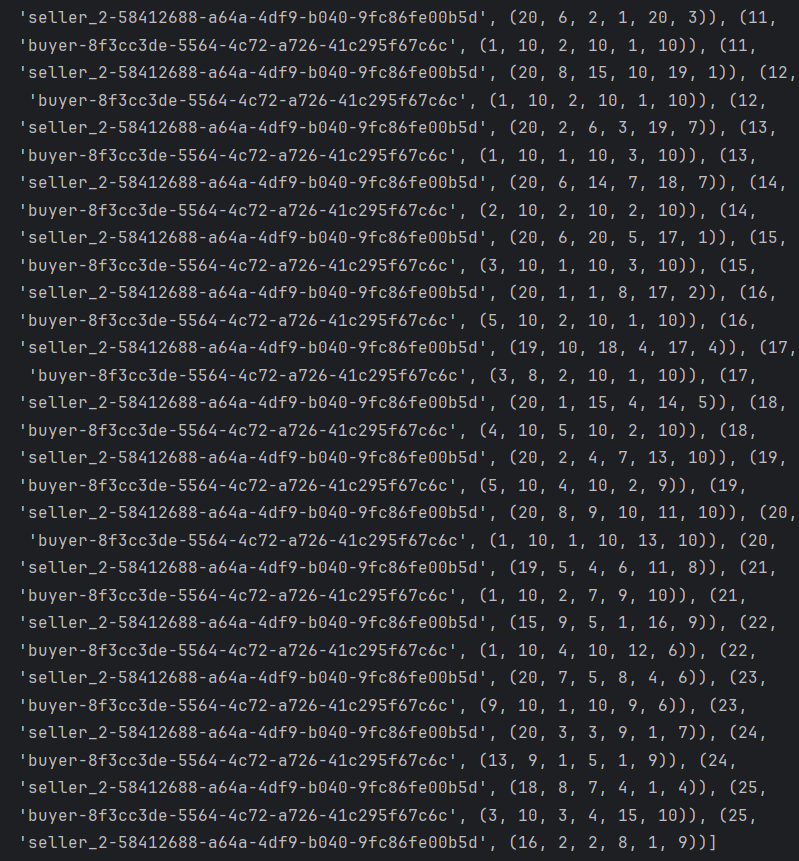 'seller_2-58412688-a64a-4df9-b040-9fc86fe00b5d', (20, 6, 2, 1, 20, 3)), (11,
'buyer-8f3cc3de-5564-4c72-a726-41c295f67c6c', (1, 10, 2, 10, 1, 10)), (11,
'seller_2-58412688-a64a-4df9-b040-9fc86fe00b5d', (20, 8, 15, 10, 19, 1)), (12,
'buyer-8f3cc3de-5564-4c72-a726-41c295f67c6c', (1, 10, 2, 10, 1, 10)), (12,
'seller_2-58412688-a64a-4df9-b040-9fc86fe00b5d', (20, 2, 6, 3, 19, 7)), (13,
'buyer-8f3cc3de-5564-4c72-a726-41c295f67c6c', (1, 10, 1, 10, 3, 10)), (13,
'seller_2-58412688-a64a-4df9-b040-9fc86fe00b5d', (20, 6, 14, 7, 18, 7)), (14,
'buyer-8f3cc3de-5564-4c72-a726-41c295f67c6c', (2, 10, 2, 10, 2, 10)), (14,
'seller_2-58412688-a64a-4df9-b040-9fc86fe00b5d', (20, 6, 20, 5, 17, 1)), (15,
'buyer-8f3cc3de-5564-4c72-a726-41c295f67c6c', (3, 10, 1, 10, 3, 10)), (15,
'seller_2-58412688-a64a-4df9-b040-9fc86fe00b5d', (20, 1, 1, 8, 17, 2)), (16,
'buyer-8f3cc3de-5564-4c72-a726-41c295f67c6c', (5, 10, 2, 10, 1, 10)), (16,
'seller_2-58412688-a64a-4df9-b040-9fc86fe00b5d', (19, 10, 18, 4, 17, 4)), (17,
'buyer-8f3cc3de-5564-4c72-a726-41c295f67c6c', (3, 8, 2, 10, 1, 10)), (17,
'seller_2-58412688-a64a-4df9-b040-9fc86fe00b5d', (20, 1, 15, 4, 14, 5)), (18,
'buyer-8f3cc3de-5564-4c72-a726-41c295f67c6c', (4, 10, 5, 10, 2, 10)), (18,
'seller_2-58412688-a64a-4df9-b040-9fc86fe00b5d', (20, 2, 4, 7, 13, 10)), (19,
'buyer-8f3cc3de-5564-4c72-a726-41c295f67c6c', (5, 10, 4, 10, 2, 9)), (19,
'seller_2-58412688-a64a-4df9-b040-9fc86fe00b5d', (20, 8, 9, 10, 11, 10)), (20,
'buyer-8f3cc3de-5564-4c72-a726-41c295f67c6c', (1, 10, 1, 10, 13, 10)), (20,
'seller_2-58412688-a64a-4df9-b040-9fc86fe00b5d', (19, 5, 4, 6, 11, 8)), (21,
'buyer-8f3cc3de-5564-4c72-a726-41c295f67c6c', (1, 10, 2, 7, 9, 10)), (21,
'seller_2-58412688-a64a-4df9-b040-9fc86fe00b5d', (15, 9, 5, 1, 16, 9)), (22,
'buyer-8f3cc3de-5564-4c72-a726-41c295f67c6c', (1, 10, 4, 10, 12, 6)), (22,
'seller_2-58412688-a64a-4df9-b040-9fc86fe00b5d', (20, 7, 5, 8, 4, 6)), (23,
'buyer-8f3cc3de-5564-4c72-a726-41c295f67c6c', (9, 10, 1, 10, 9, 6)), (23,
'seller_2-58412688-a64a-4df9-b040-9fc86fe00b5d', (20, 3, 3, 9, 1, 7)), (24,
'buyer-8f3cc3de-5564-4c72-a726-41c295f67c6c', (13, 9, 1, 5, 1, 9)), (24,
'seller_2-58412688-a64a-4df9-b040-9fc86fe00b5d', (18, 8, 7, 4, 1, 4)), (25,
'buyer-8f3cc3de-5564-4c72-a726-41c295f67c6c', (3, 10, 3, 4, 15, 10)), (25,
'seller_2-58412688-a64a-4df9-b040-9fc86fe00b5d', (16, 2, 2, 8, 1, 9))]